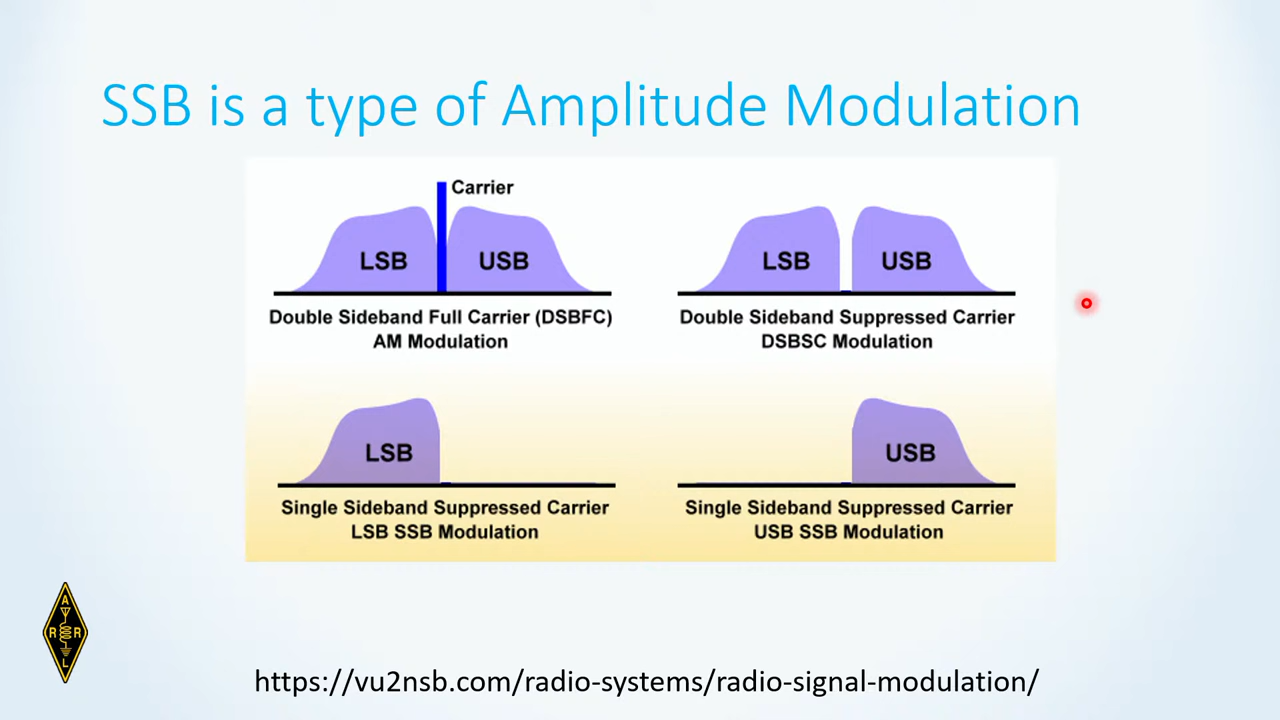 SSB is a type of Amplitude Modulation
Carrier
LSB
USB
Double Sideband Full Carrier (DSBFC)
AM Modulation
LSB
USB
Double Sideband Suppressed Carrier
DSBSC Modulation
LSB
Single Sideband Suppressed Carrier
LSB SSB Modulation
USB
Single Sideband Suppressed Carrier
USB SSB Modulation
A
R R
L
https://vu2nsb.com/radio-systems/radio-signal-modulation/